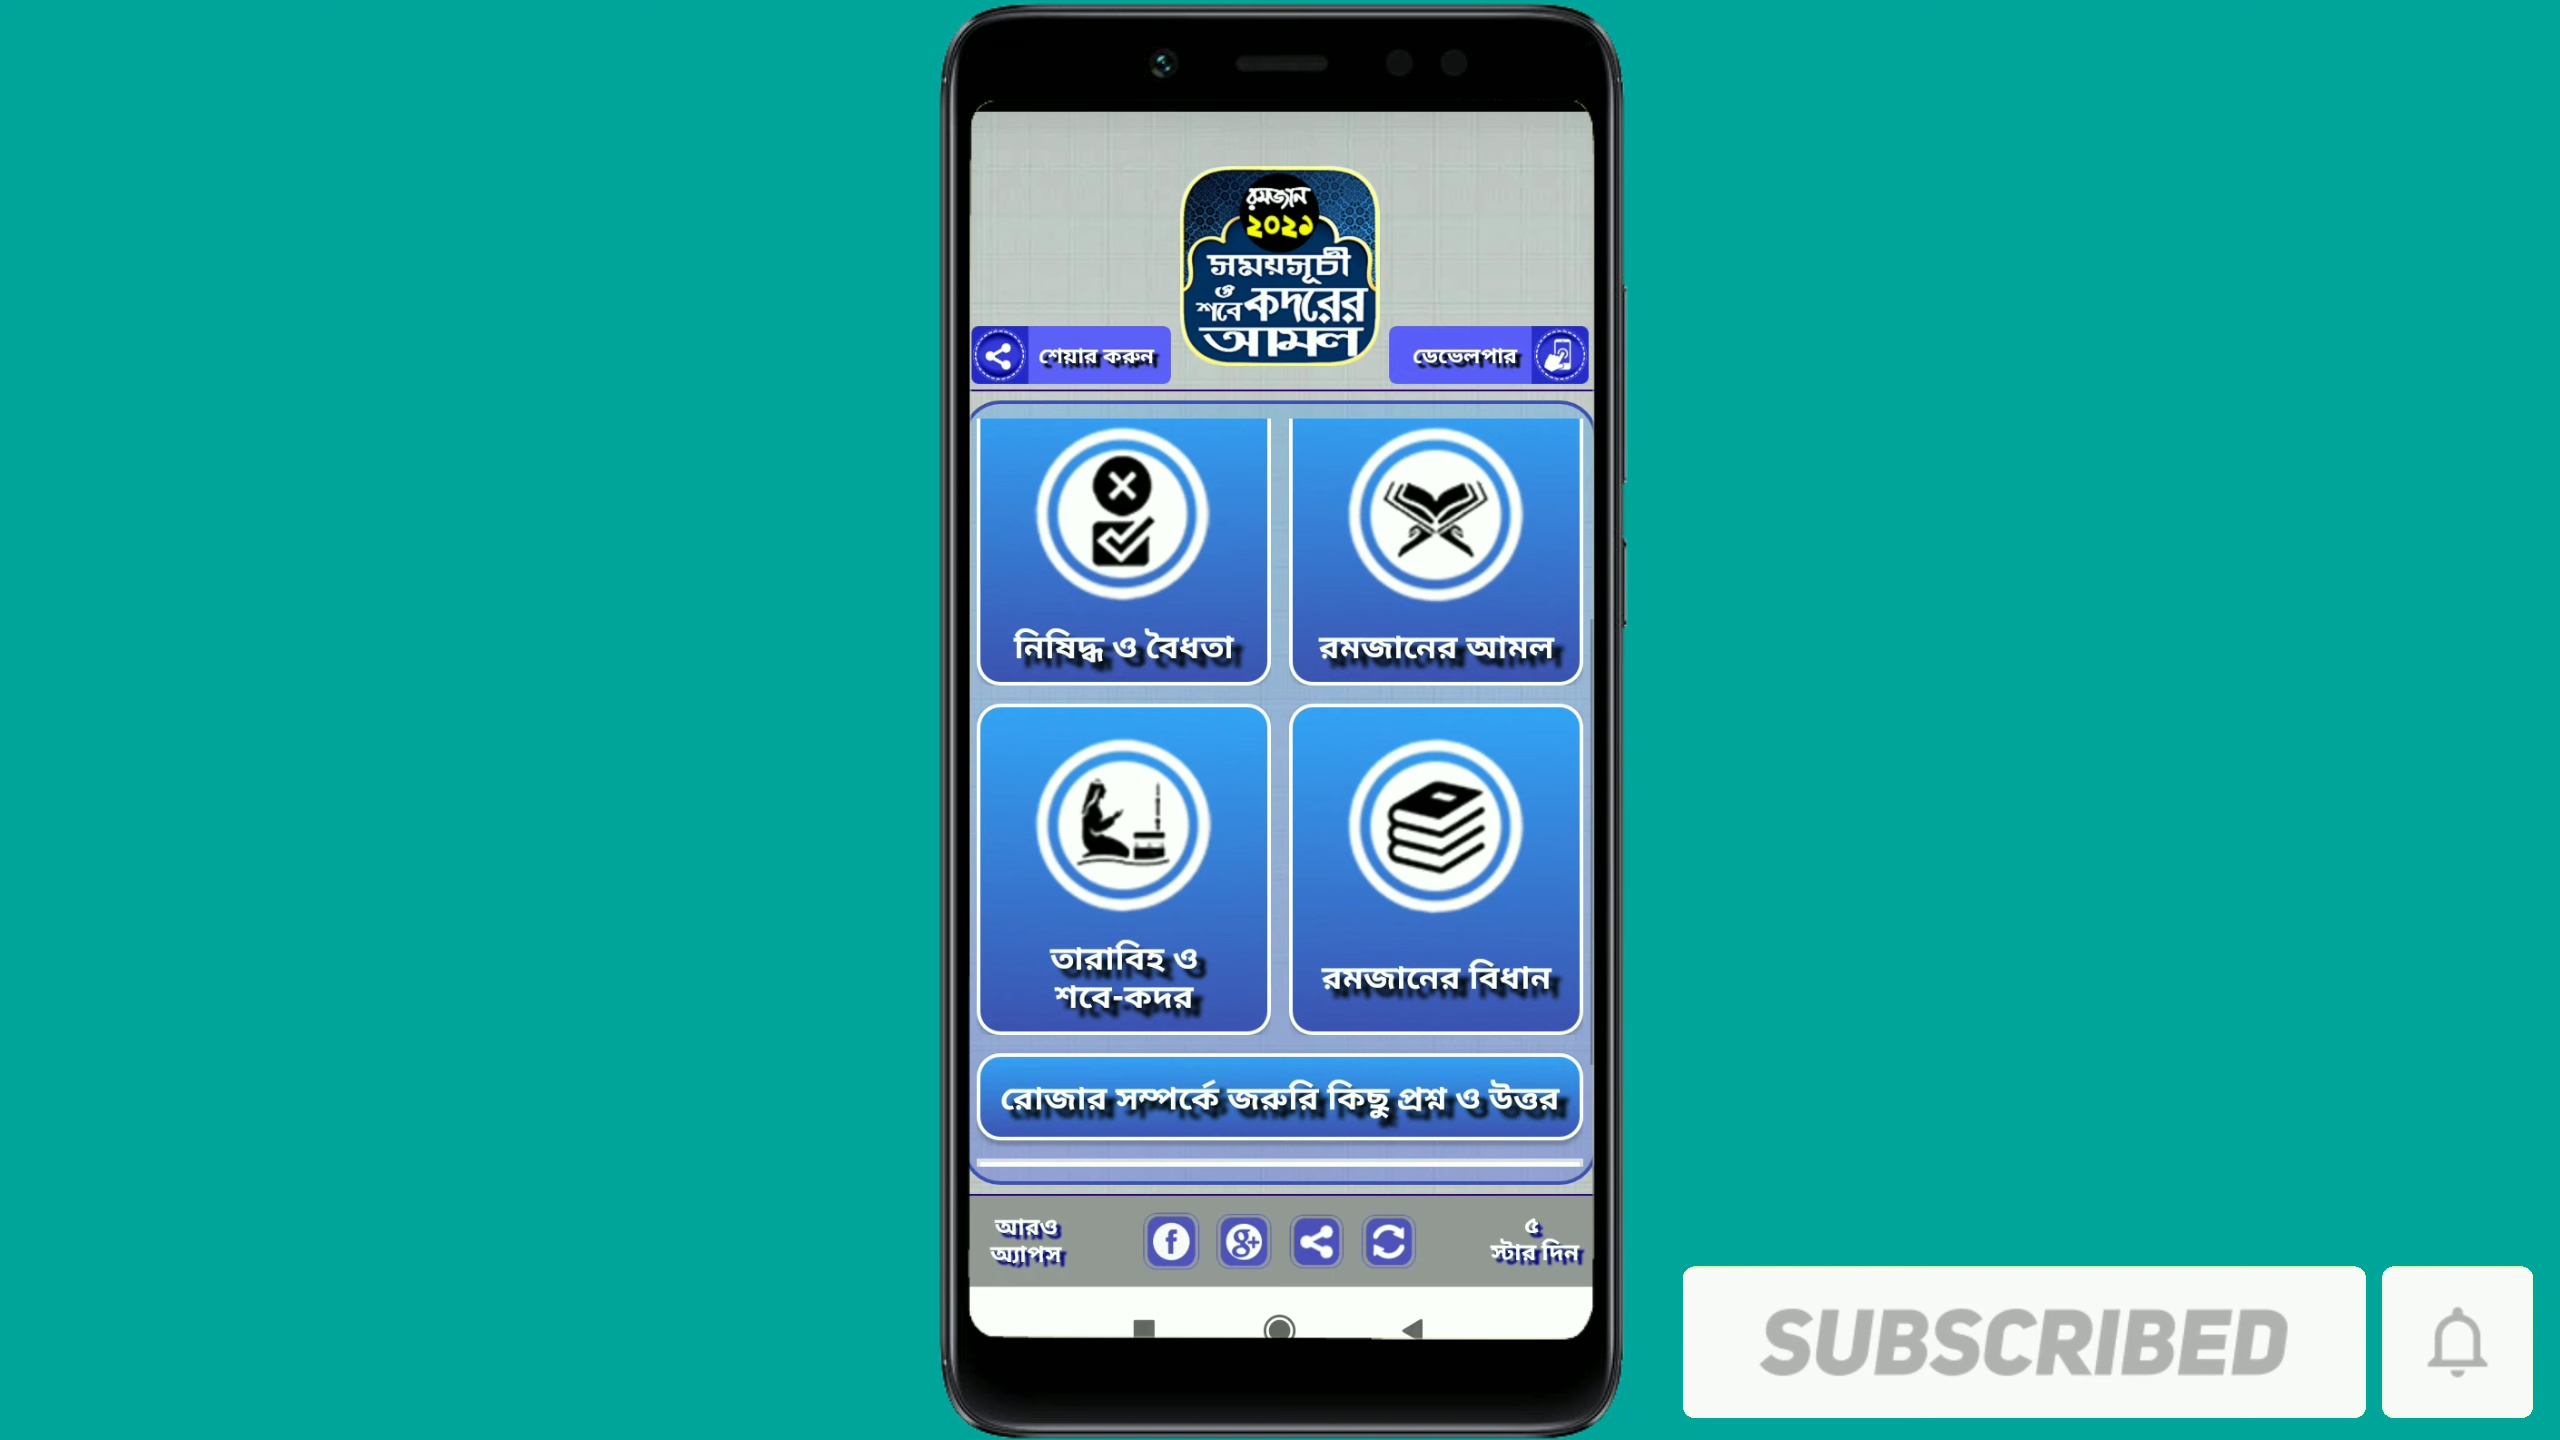 রমজান
২০২১
সময়সূচী
ও
শবে কদরের
আমল
শেয়ার করুন
ডেভেলপার
নিষিদ্ধ ও বৈধতা
রমজানের আমল
তারাবিহ ও
শবে-কদর
রমজানের বিধান
রোজার সম্পর্কে জরুরি কিছু প্রশ্ন ও উত্তর
আরও
অ্যাপস
f
g+
৫
স্টার দিন
SUBSCRIBED